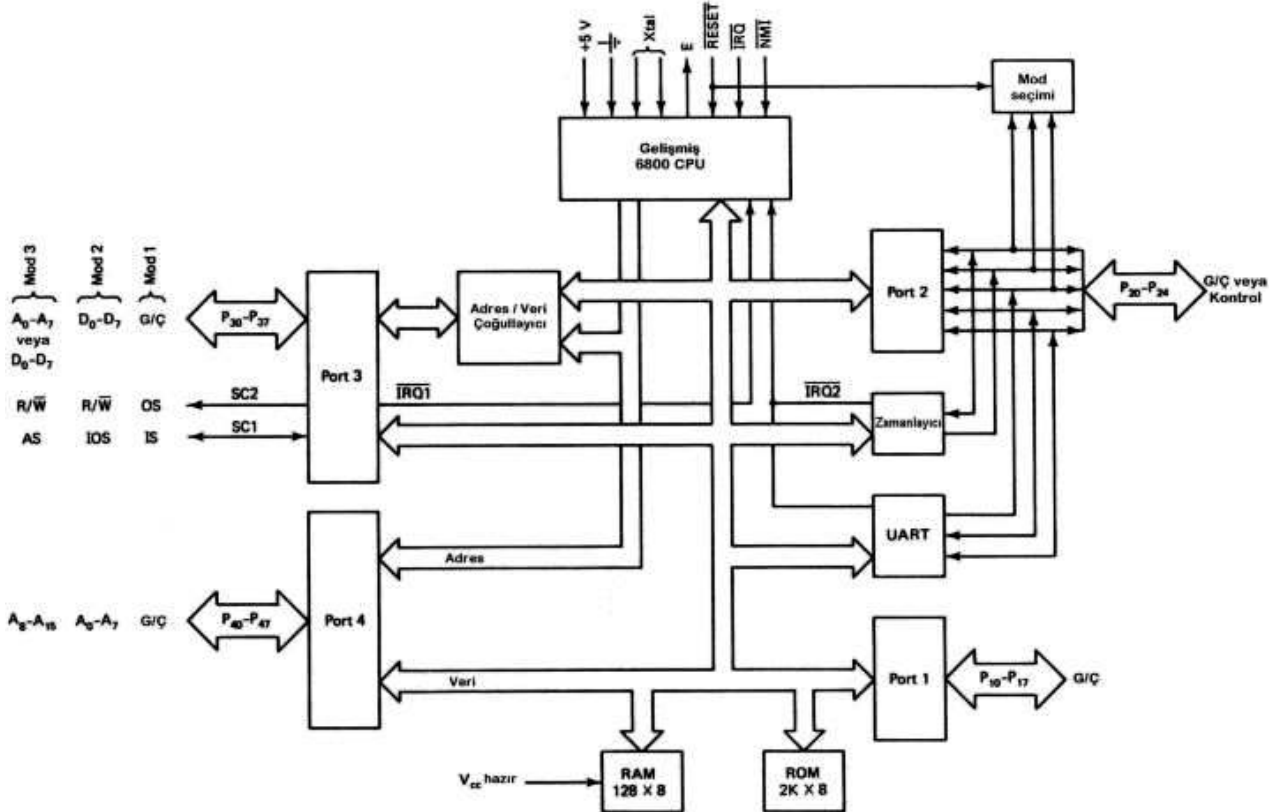 +5 V
Xtal
E
RESET
IRQ
NMI
Mod
seçimi
Gelişmiş
6800 CPU
Mod 3
Mod 2
Mod 1
A0–A7
veya
D0–D7
D0–D7
G/Ç
P30–P37
Port 3
Adres / Veri
Çoğullayıcı
Port 2
P20–P24
G/Ç veya
Kontrol
R/W
R/W
OS
SC2
IRQ1
IRQ2
AS
IOS
IS
SC1
Zamanlayıcı
UART
Adres
A8–A15
A0–A7
G/Ç
P40–P47
Port 4
Veri
Port 1
P10–P17
G/Ç
Vcc hazır
RAM
128 X 8
ROM
2K X 8